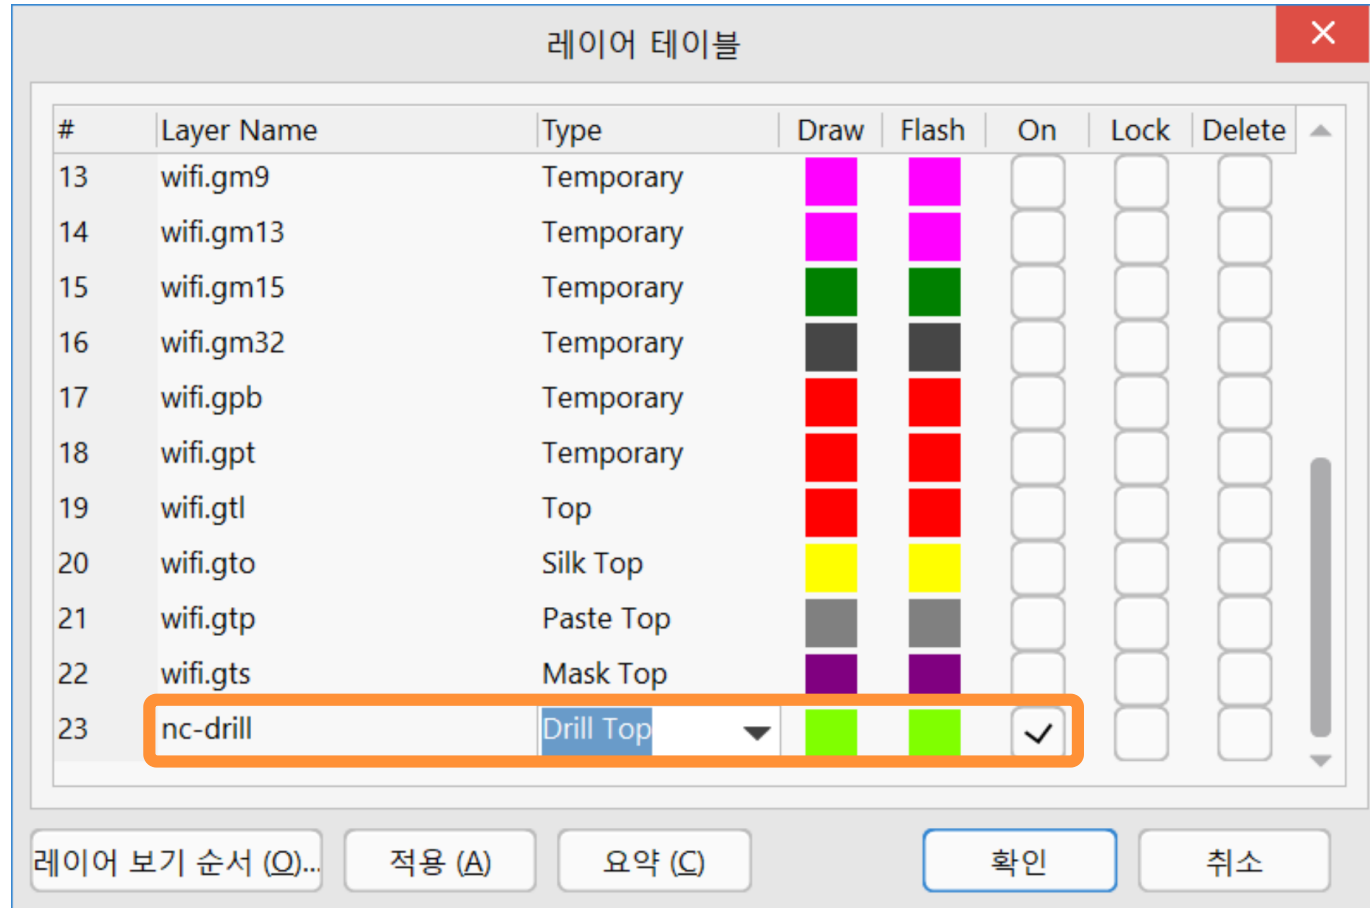 레이어 테이블
# Layer Name Type Draw Flash On Lock Delete
13 wifi.gm9 Temporary
14 wifi.gm13 Temporary
15 wifi.gm15 Temporary
16 wifi.gm32 Temporary
17 wifi.gpb Temporary
18 wifi.gpt Temporary
19 wifi.gtl Top
20 wifi.gto Silk Top
21 wifi.gtp Paste Top
22 wifi.gts Mask Top
23 nc-drill Drill Top
레이어 보기 순서 (O)... 적용 (A) 요약 (C) 확인 취소